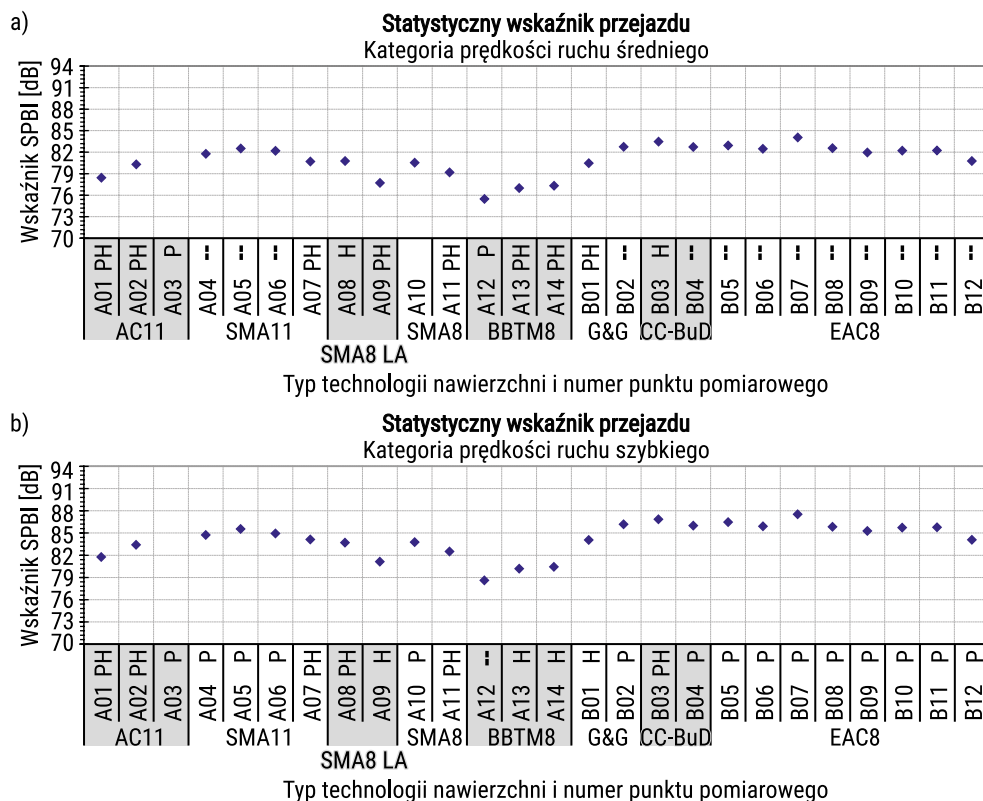 a)
Statystyczny wskaźnik przejazdu
Kategoria prędkości ruchu średniego
Wskaźnik SPBI [dB]
94
91
88
85
82
79
76
73
70
A01 PH
A02 PH
A03 P
A04 --
A05 --
A06 --
A07 PH
A08 H
A09 PH
A10
A11 PH
A12 P
A13 PH
A14 PH
B01 PH
B02 --
B03 H
B04 --
B05 --
B06 --
B07 --
B08 --
B09 --
B10 --
B11 --
B12 --
AC11 SMA11 SMA8 BBTM8 G&G CC-BuD EAC8
SMA8 LA
Typ technologii nawierzchni i numer punktu pomiarowego
b)
Statystyczny wskaźnik przejazdu
Kategoria prędkości ruchu szybkiego
Wskaźnik SPBI [dB]
94
91
88
85
82
79
76
73
70
A01 PH
A02 PH
A03 P
A04 P
A05 P
A06 P
A07 PH
A08 PH
A09 H
A10 P
A11 PH
A12 --
A13 H
A14 H
B01 H
B02 P
B03 PH
B04 P
B05 P
B06 P
B07 P
B08 P
B09 P
B10 P
B11 P
B12 P
AC11 SMA11 SMA8 BBTM8 G&G CC-BuD EAC8
SMA8 LA
Typ technologii nawierzchni i numer punktu pomiarowego